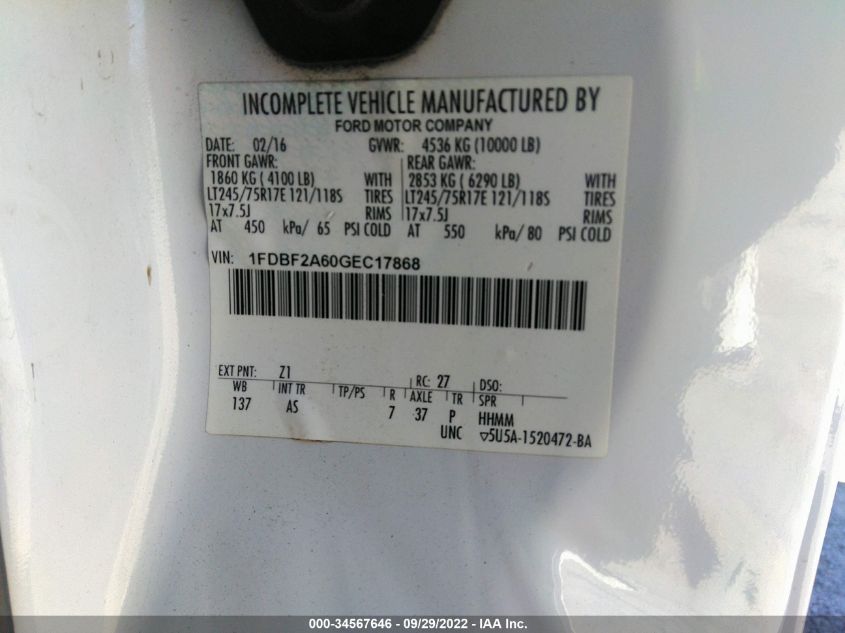 INCOMPLETE VEHICLE MANUFACTURED BY
FORD MOTOR COMPANY
DATE: 02/16 GVWR: 4536 KG (10000 LB)
FRONT GAWR: REAR GAWR:
1860 KG ( 4100 LB) WITH 2853 KG ( 6290 LB) WITH
LT245/75R17E 121/118S TIRES LT245/75R17E 121/118S TIRES
17x7.5J RIMS 17x7.5J RIMS
AT 450 kPa/ 65 PSI COLD AT 550 kPa/ 80 PSI COLD
VIN: 1FDBF2A60GEC17868
EXT PNT: Z1 RC: 27 DSO:
WB INT TR TP/PS R AXLE TR SPR
137 AS 7 37 P HHMM
UNC ▽5U5A-1520472-BA
000-34567646 - 09/29/2022 - IAA Inc.